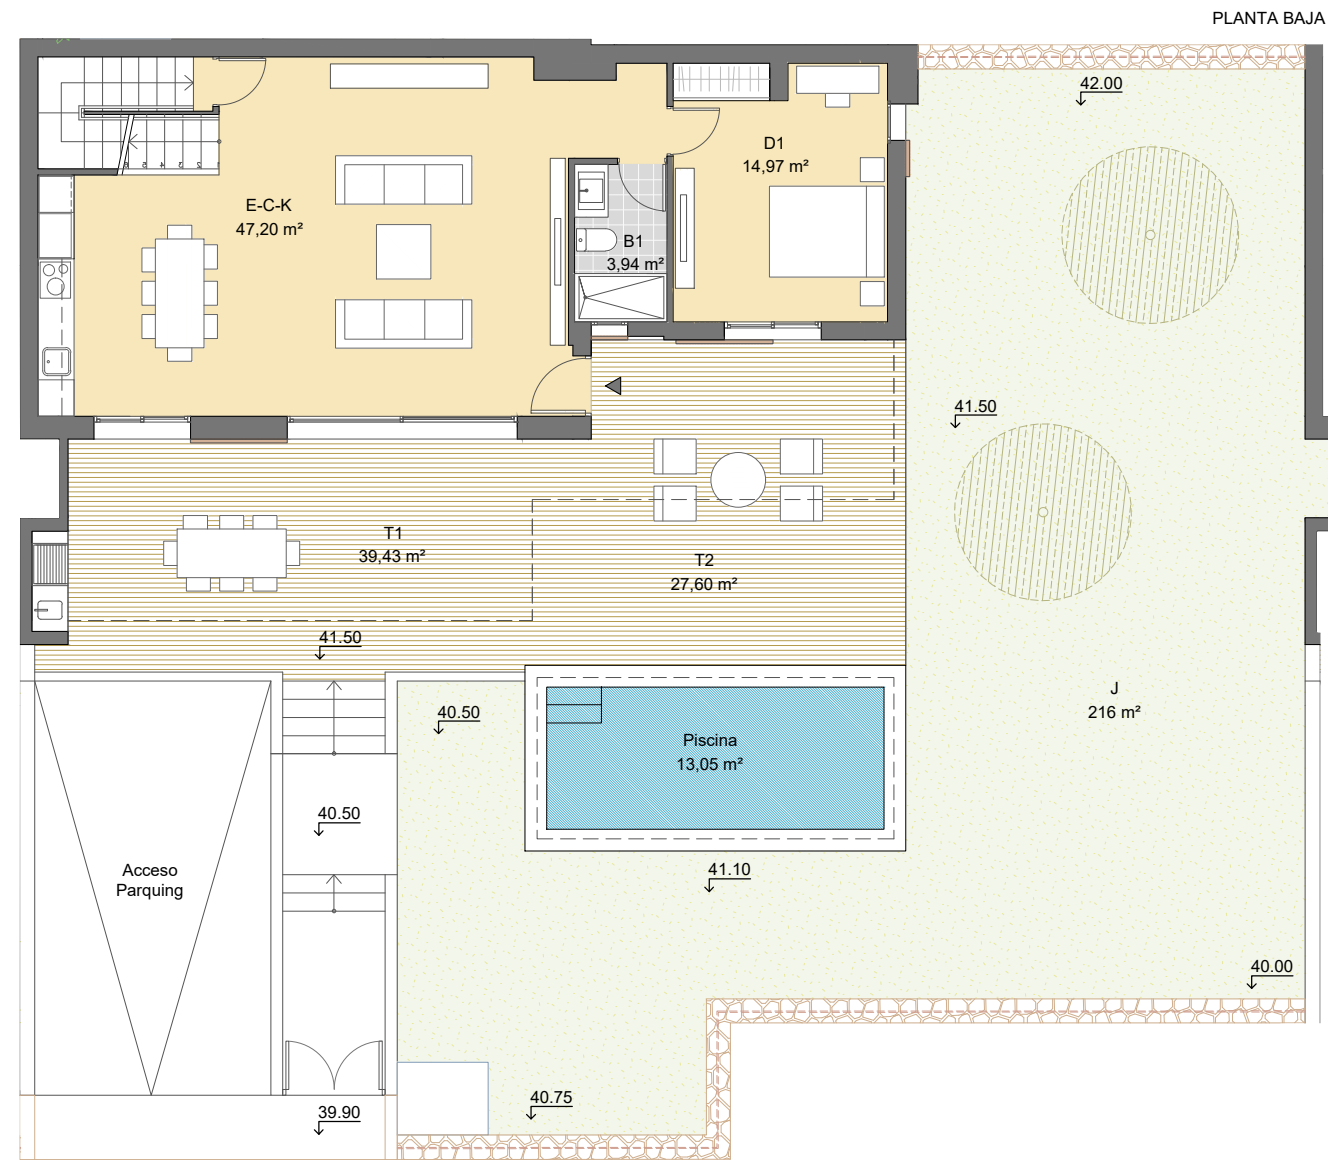 PLANTA BAJA
42.00
D1
14,97 m²
E-C-K
47,20 m²
B1
3,94 m²
41.50
T1
39,43 m²
T2
27,60 m²
41.50
J
216 m²
40.50
Piscina
13,05 m²
40.50
Acceso
Parquing
41.10
40.00
40.75
39.90